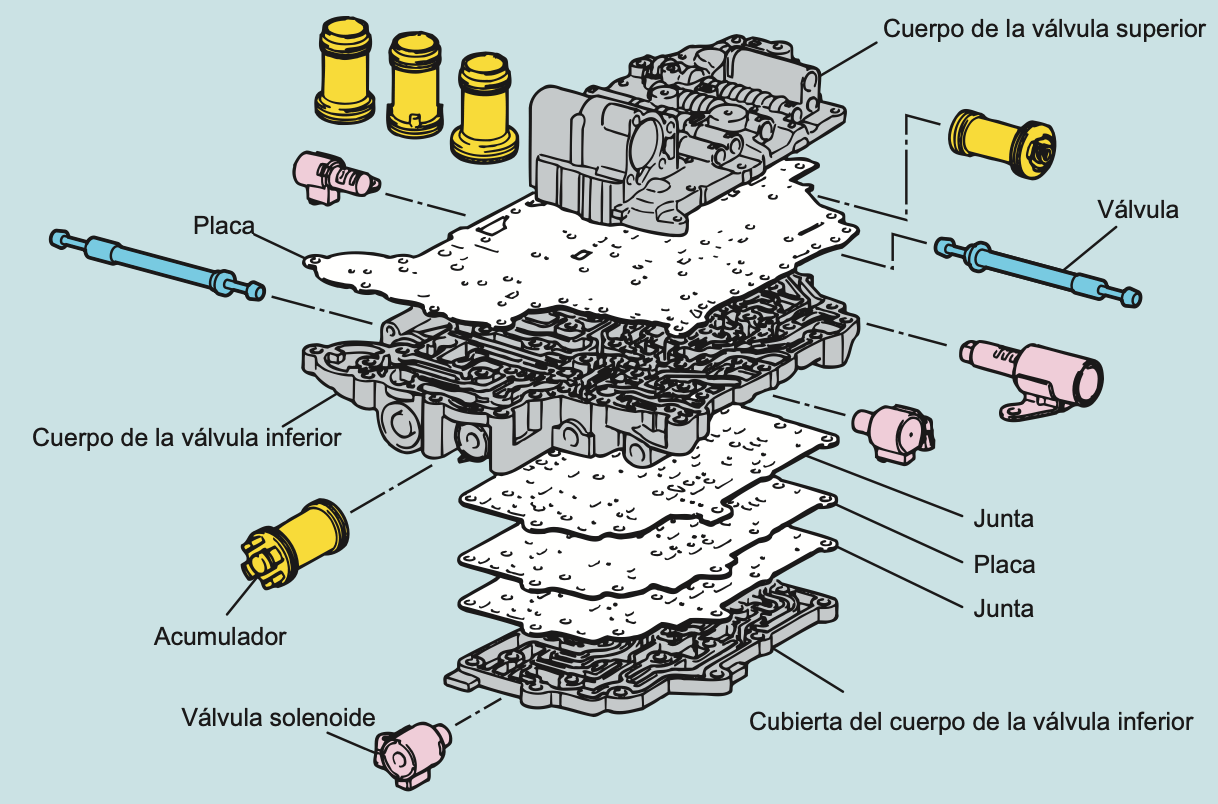 Cuerpo de la válvula superior
Válvula
Placa
Cuerpo de la válvula inferior
Junta
Placa
Junta
Acumulador
Válvula solenoide
Cubierta del cuerpo de la válvula inferior